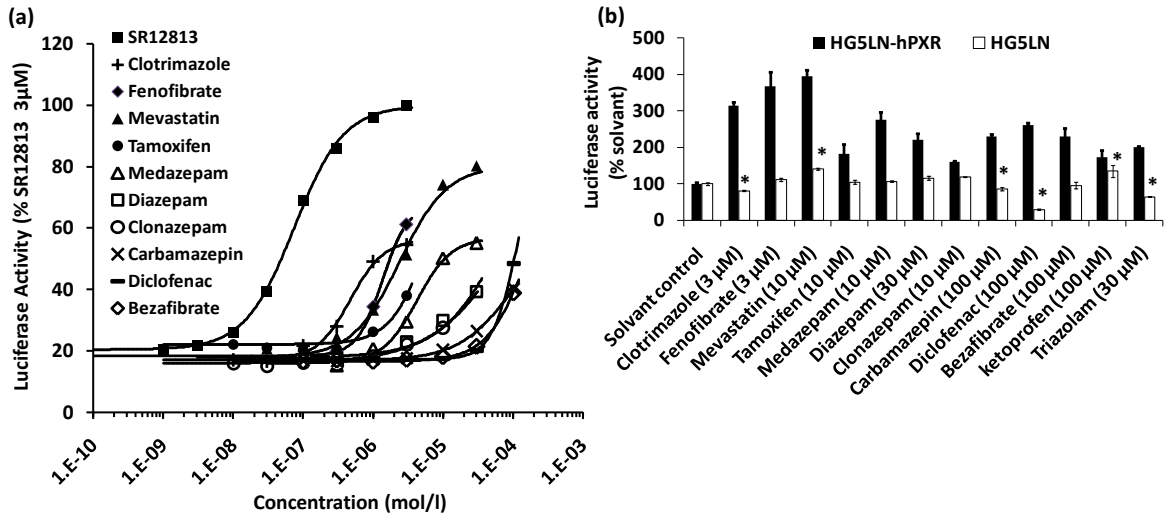 (a)
SR12813
Clotrimazole
Fenofibrate
Mevastatin
Tamoxifen
Medazepam
Diazepam
Clonazepam
Carbamazepin
Diclofenac
Bezafibrate
Luciferase Activity (% SR12813 3µM)
120
100
80
60
40
20
0
1.E-10
1.E-09
1.E-08
1.E-07
1.E-06
1.E-05
1.E-04
1.E-03
Concentration (mol/l)
(b)
HG5LN-hPXR
HG5LN
Luciferase activity
(% solvant)
500
400
300
200
100
0
*
*
*
*
*
*
Solvant control
Clotrimazole (3 µM)
Fenofibrate (3 µM)
Mevastatin (10 µM)
Tamoxifen (10 µM)
Medazepam (10 µM)
Diazepam (30 µM)
Clonazepam (10 µM)
Carbamazepin (100 µM)
Diclofenac (100 µM)
Bezafibrate (100 µM)
ketoprofen (100 µM)
Triazolam (30 µM)